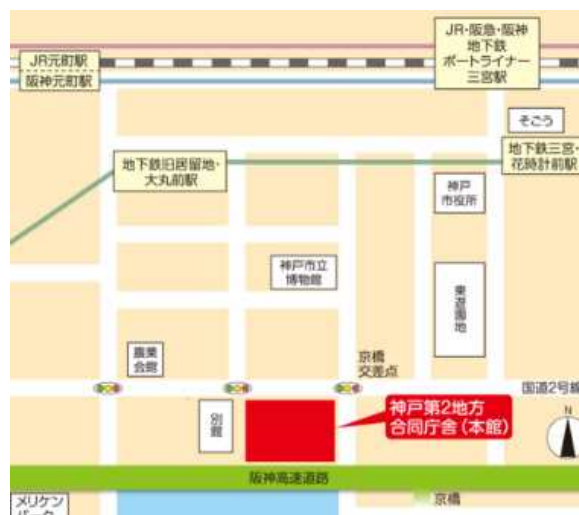 JR・阪急・阪神
地下鉄
ポートライナー
三宮駅
JR元町駅
阪神元町駅
そごう
地下鉄三宮・
花時計前駅
地下鉄旧居留地・
大丸前駅
神戸
市役所
神戸市立
博物館
東遊園地
農業
会館
京橋
交差点
国道2号線
神戸第2地方
合同庁舎(本館)
別館
N
阪神高速道路
メリケン
パーク
京橋